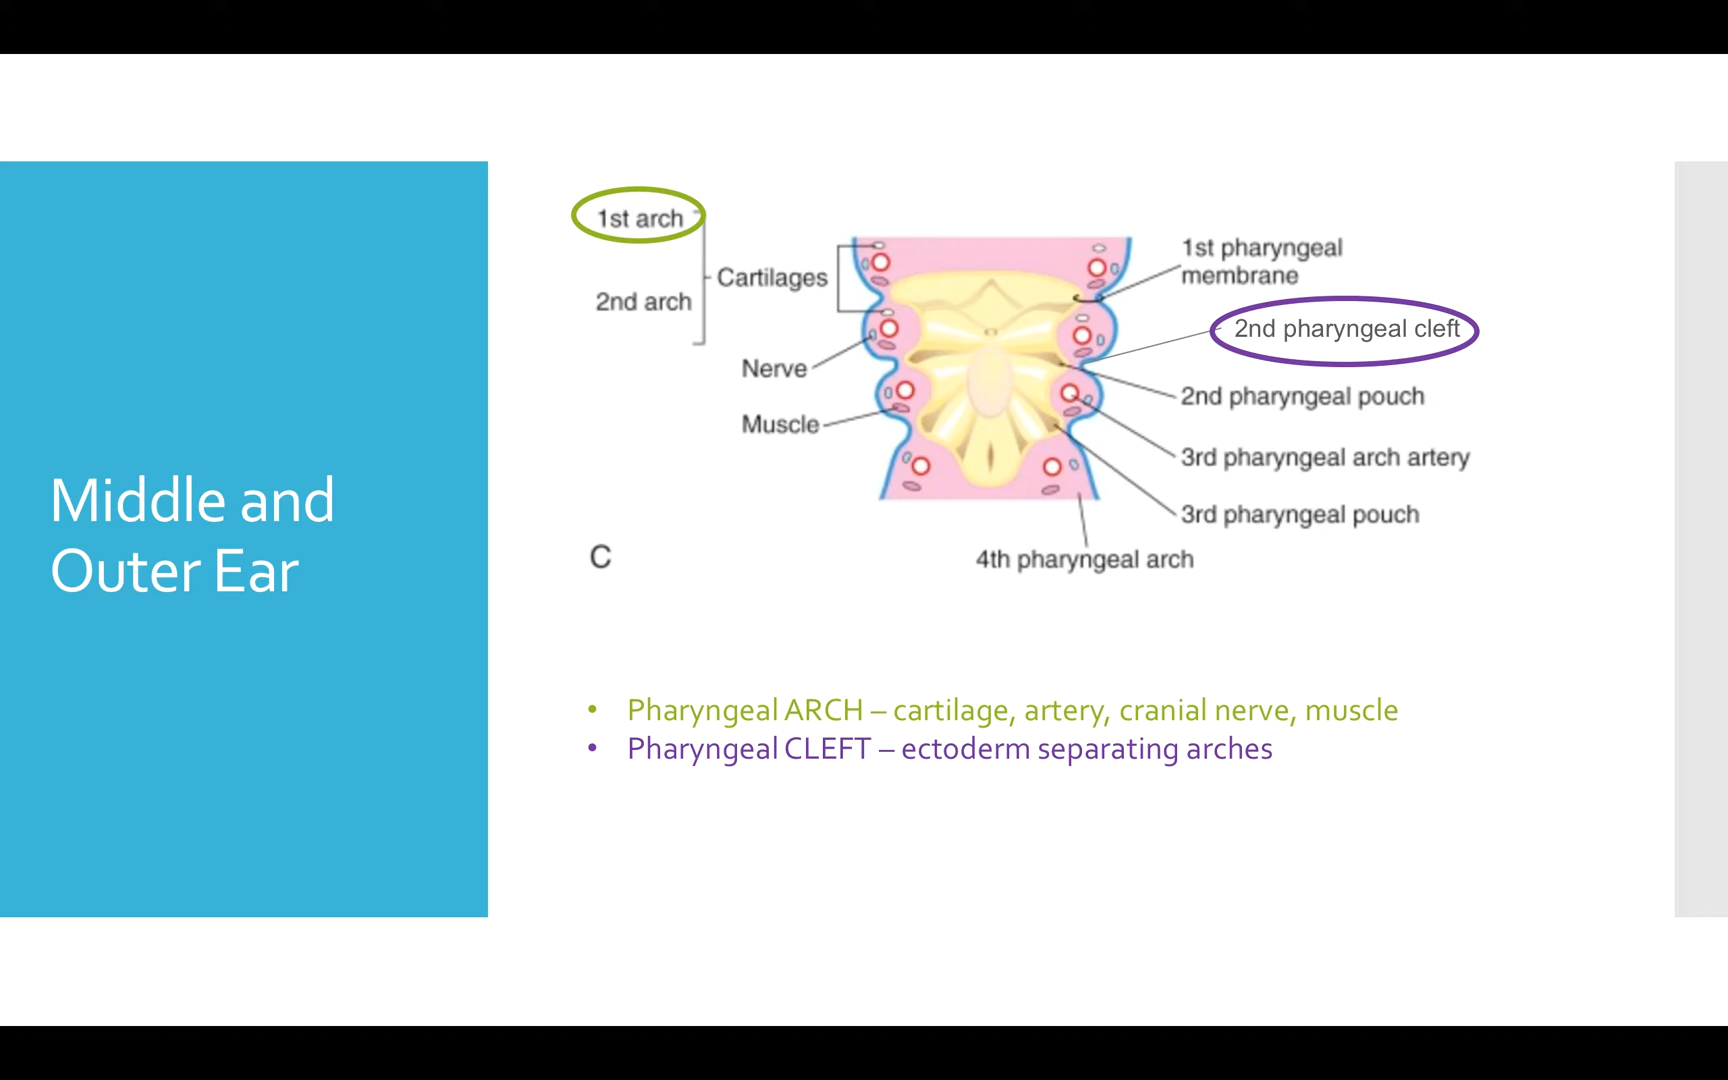 Middle and
Outer Ear
1st arch
2nd arch
Cartilages
Nerve
Muscle
1st pharyngeal
membrane
2nd pharyngeal cleft
2nd pharyngeal pouch
3rd pharyngeal arch artery
3rd pharyngeal pouch
4th pharyngeal arch
C
• Pharyngeal ARCH – cartilage, artery, cranial nerve, muscle
• Pharyngeal CLEFT – ectoderm separating arches